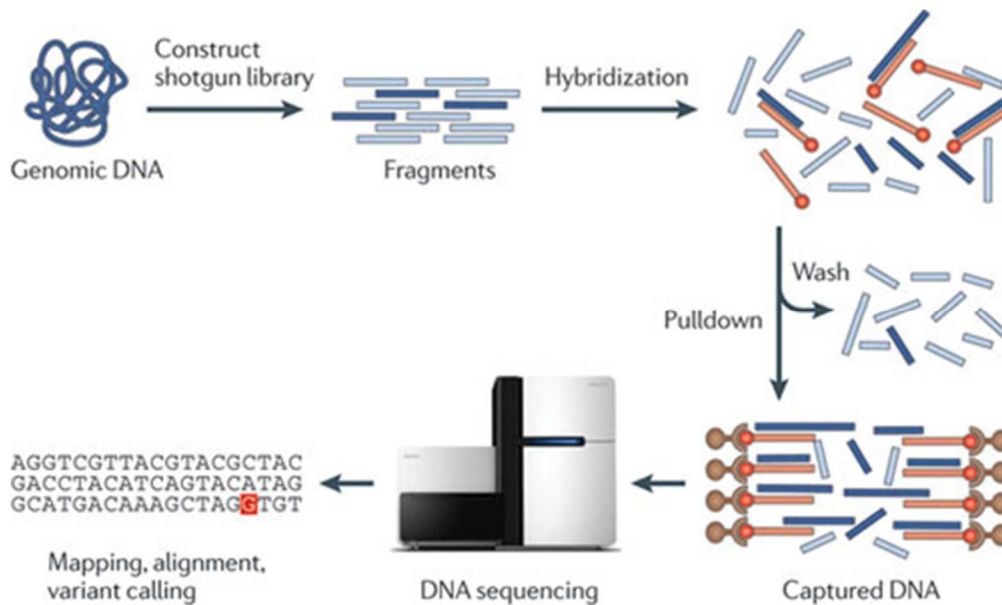 Construct
shotgun library
Hybridization
Genomic DNA
Fragments
Wash
Pulldown
AGGTCGTTACGTACGCTAC
GACCTACATCAGTACATAG
GCATGACAAAGCTAGGTGT
Mapping, alignment,
variant calling
DNA sequencing
Captured DNA